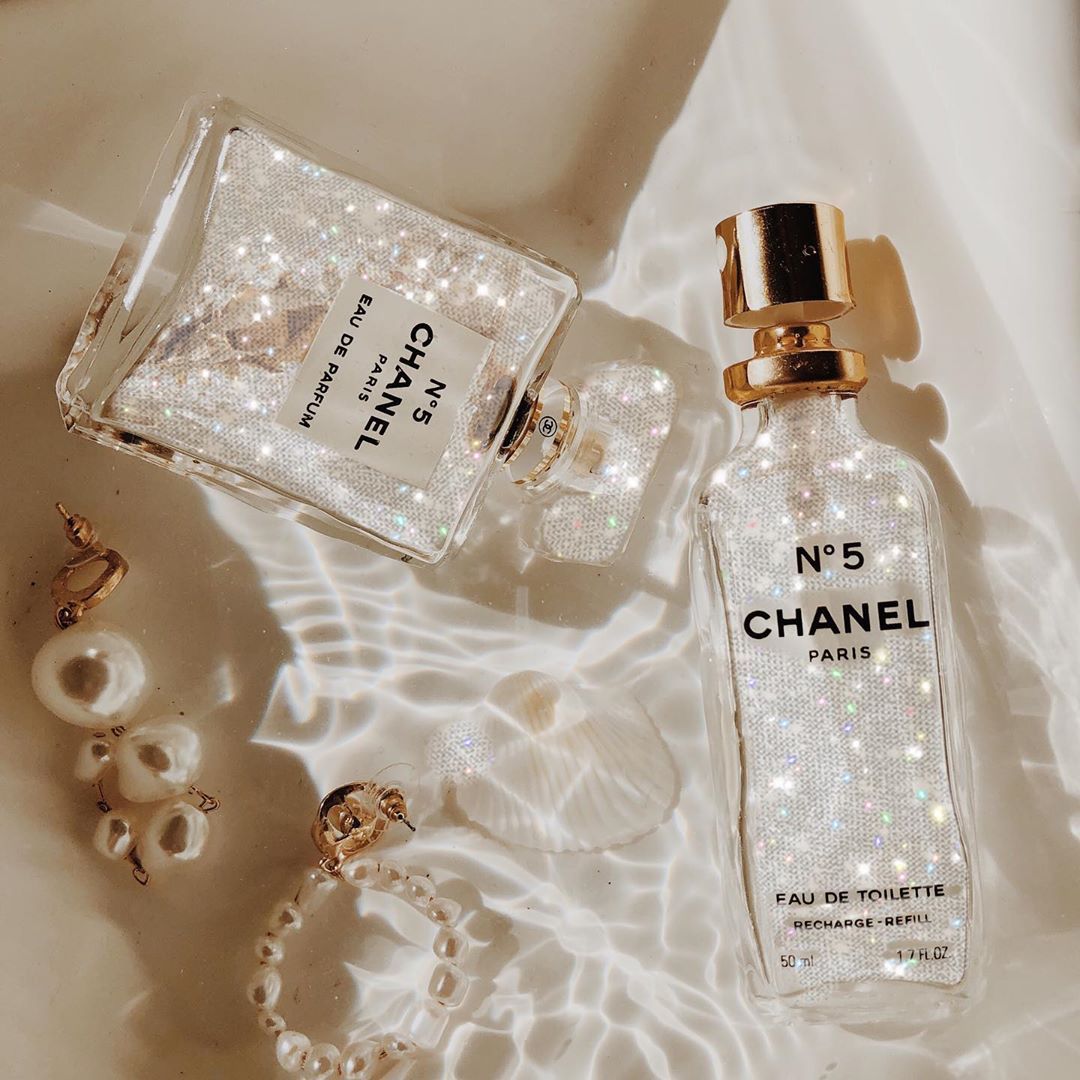 N°5
CHANEL
PARIS
EAU DE PARFUM
N°5
CHANEL
PARIS
EAU DE TOILETTE
RECHARGE-REFILL
50 ml 1.7 FL.OZ.